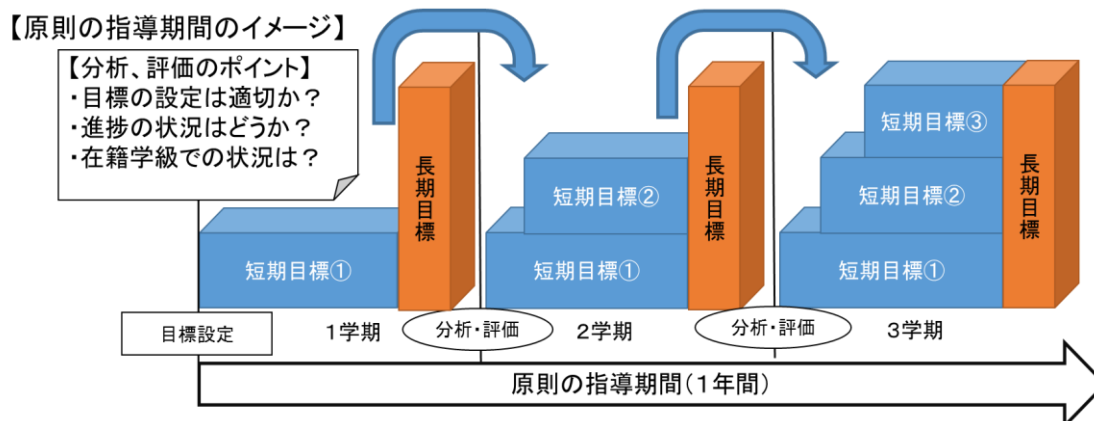 【原則の指導期間のイメージ】
【分析、評価のポイント】
・目標の設定は適切か？
・進捗の状況はどうか？
・在籍学級での状況は？
短期目標①
長期目標
短期目標②
短期目標①
長期目標
短期目標③
短期目標②
短期目標①
長期目標
目標設定
１学期
分析・評価
２学期
分析・評価
３学期
原則の指導期間（１年間）